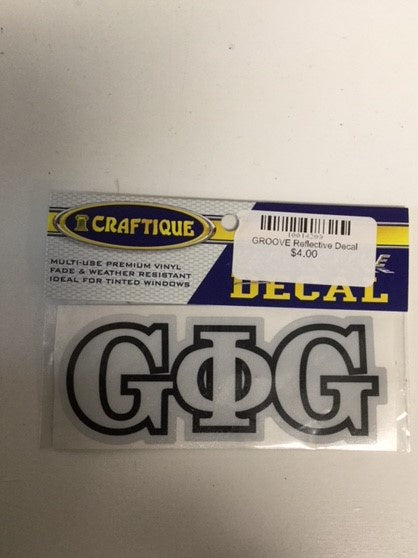 CRAFTIQUE
MULTI-USE PREMIUM VINYL
FADE & WEATHER RESISTANT
IDEAL FOR TINTED WINDOWS
GROOVE Reflective Decal
$4.00
DECAL
GΦG